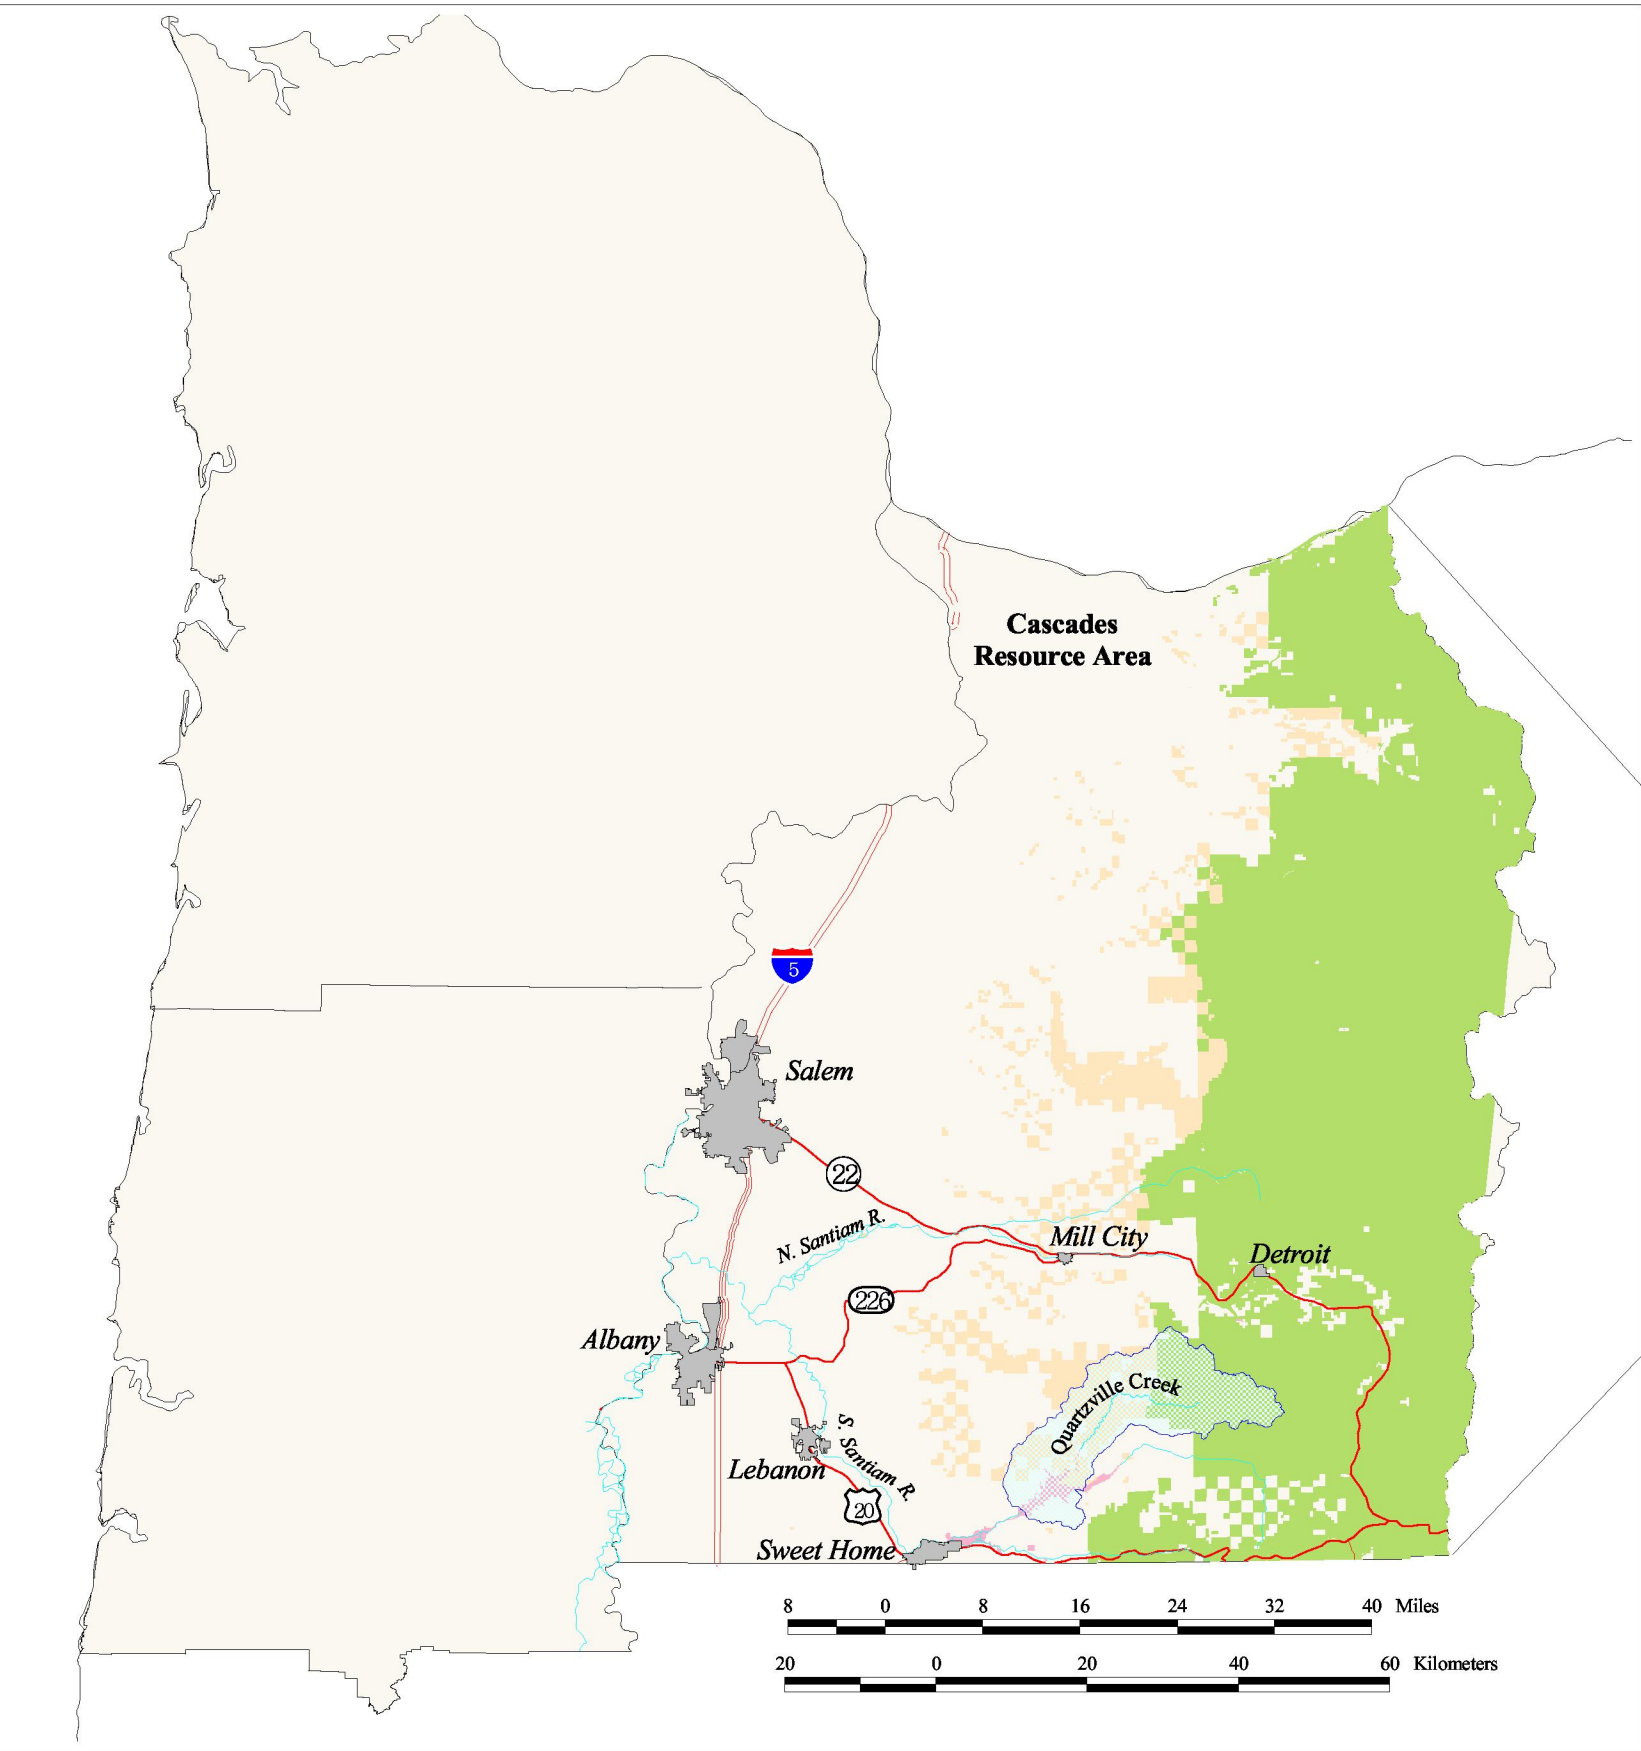 Cascades
Resource Area
5
Salem
22
N. Santiam R.
Mill City
Detroit
226
Albany
Quartzville Creek
S. Santiam R.
Lebanon
20
Sweet Home
8 0 8 16 24 32 40 Miles
20 0 20 40 60 Kilometers